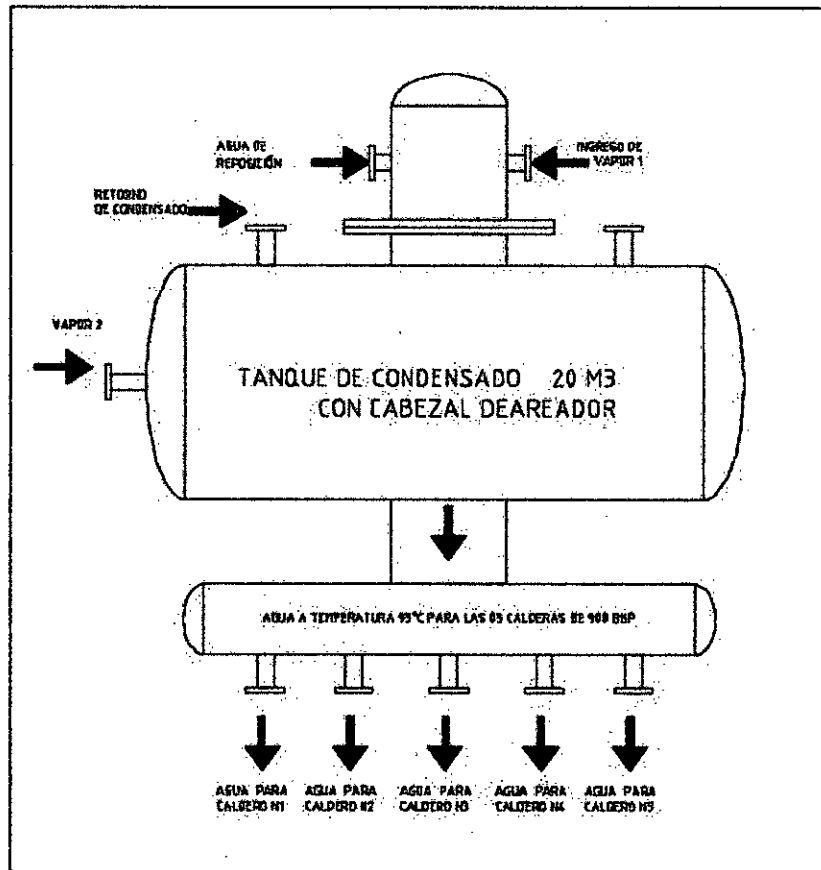 AGUA DE
REPOSICIÓN
INGRESO DE
VAPOR 1
RETORNO
DE CONDENSADO
VAPOR 2
TANQUE DE CONDENSADO 20 M3
CON CABEZAL DEAREADOR
AGUA A TEMPERATURA 95°C PARA LAS 05 CALDERAS DE 900 BHP
AGUA PARA
CALDERO N1
AGUA PARA
CALDERO N2
AGUA PARA
CALDERO N3
AGUA PARA
CALDERO N4
AGUA PARA
CALDERO N5